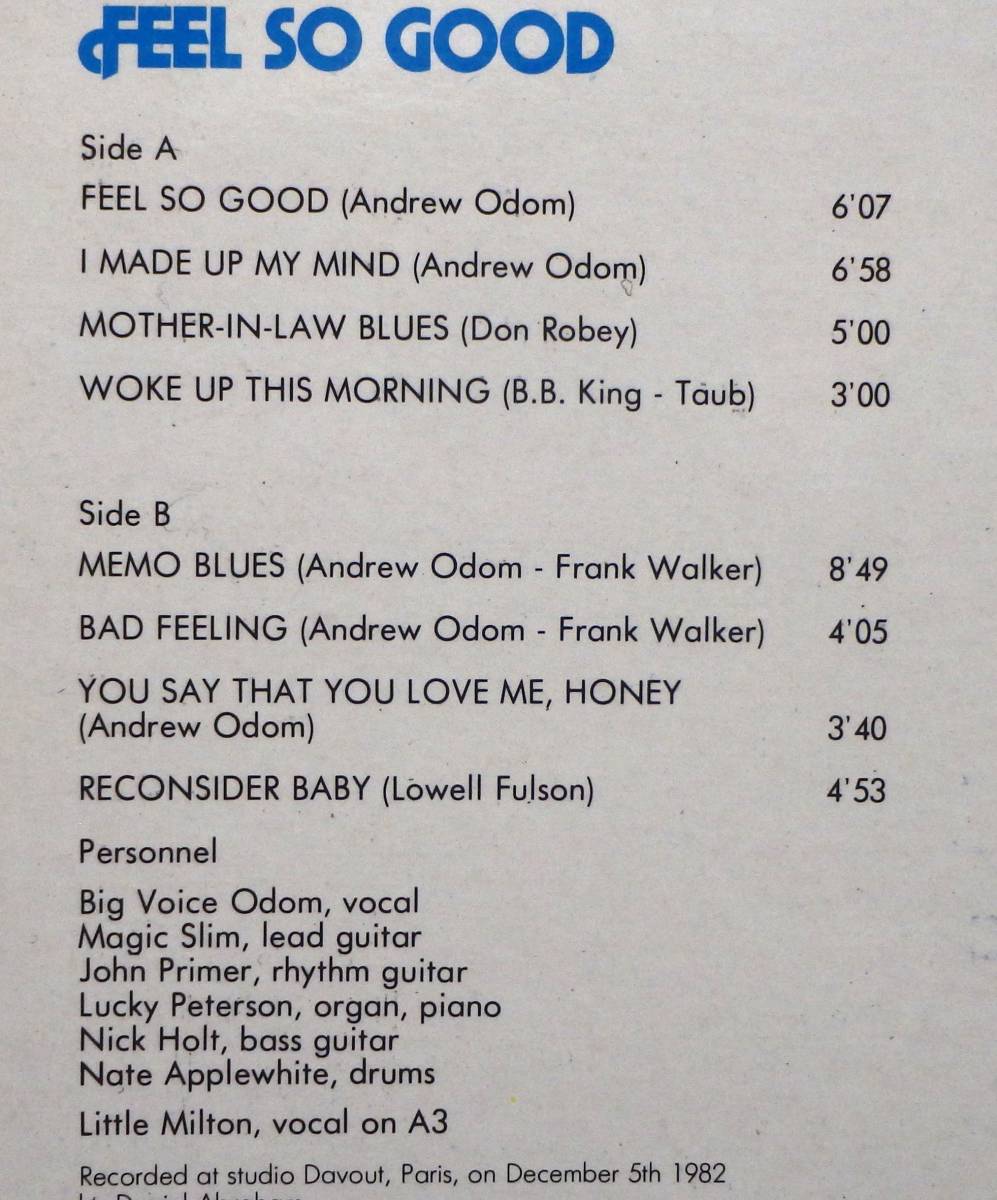 FEEL SO GOOD
Side A
FEEL SO GOOD (Andrew Odom) 6'07
I MADE UP MY MIND (Andrew Odom) 6'58
MOTHER-IN-LAW BLUES (Don Robey) 5'00
WOKE UP THIS MORNING (B.B. King - Taub) 3'00
Side B
MEMO BLUES (Andrew Odom - Frank Walker) 8'49
BAD FEELING (Andrew Odom - Frank Walker) 4'05
YOU SAY THAT YOU LOVE ME, HONEY
(Andrew Odom) 3'40
RECONSIDER BABY (Lowell Fulson) 4'53
Personnel
Big Voice Odom, vocal
Magic Slim, lead guitar
John Primer, rhythm guitar
Lucky Peterson, organ, piano
Nick Holt, bass guitar
Nate Applewhite, drums
Little Milton, vocal on A3
Recorded at studio Davout, Paris, on December 5th 1982